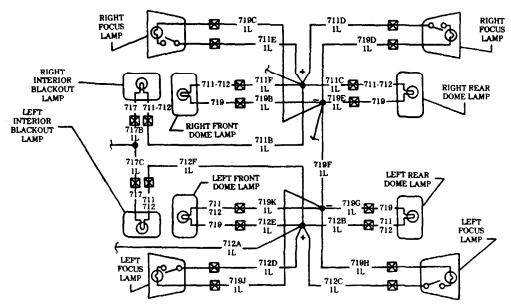 RIGHT
FOCUS
LAMP
719C
1L
711E
1L
711D
1L
719D
1L
RIGHT
FOCUS
LAMP
RIGHT
INTERIOR
BLACKOUT
LAMP
717
711-712
717B
1L
711-712
719
711F
1L
719B
1L
RIGHT FRONT
DOME LAMP
+
711C
1L
719E
1L
–
711-712
719
RIGHT REAR
DOME LAMP
LEFT
INTERIOR
BLACKOUT
LAMP
711B
1L
717C
1L
717
711
712
712F
1L
719F
1L
LEFT FRONT
DOME LAMP
711
712
719
719K
1L
712E
1L
–
+
719G
1L
712B
1L
719
711
712
LEFT REAR
DOME LAMP
712A
1L
LEFT
FOCUS
LAMP
712D
1L
719J
1L
719H
1L
712C
1L
LEFT
FOCUS
LAMP